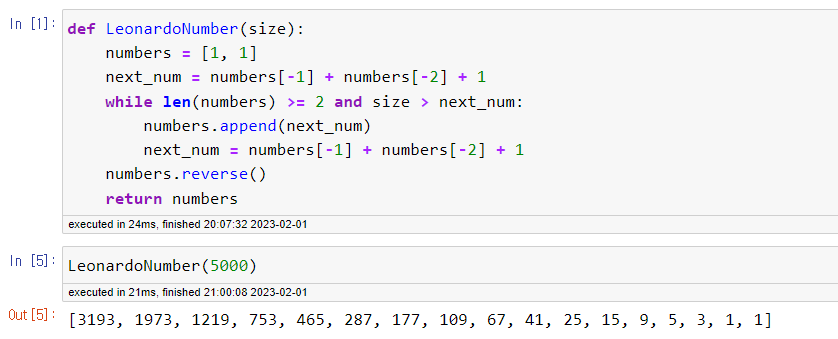 In [1]:
def LeonardoNumber(size):
    numbers = [1, 1]
    next_num = numbers[-1] + numbers[-2] + 1
    while len(numbers) >= 2 and size > next_num:
        numbers.append(next_num)
        next_num = numbers[-1] + numbers[-2] + 1
    numbers.reverse()
    return numbers
executed in 24ms, finished 20:07:32 2023-02-01
In [5]:
LeonardoNumber(5000)
executed in 21ms, finished 21:00:08 2023-02-01
Out[5]:
[3193, 1973, 1219, 753, 465, 287, 177, 109, 67, 41, 25, 15, 9, 5, 3, 1, 1]